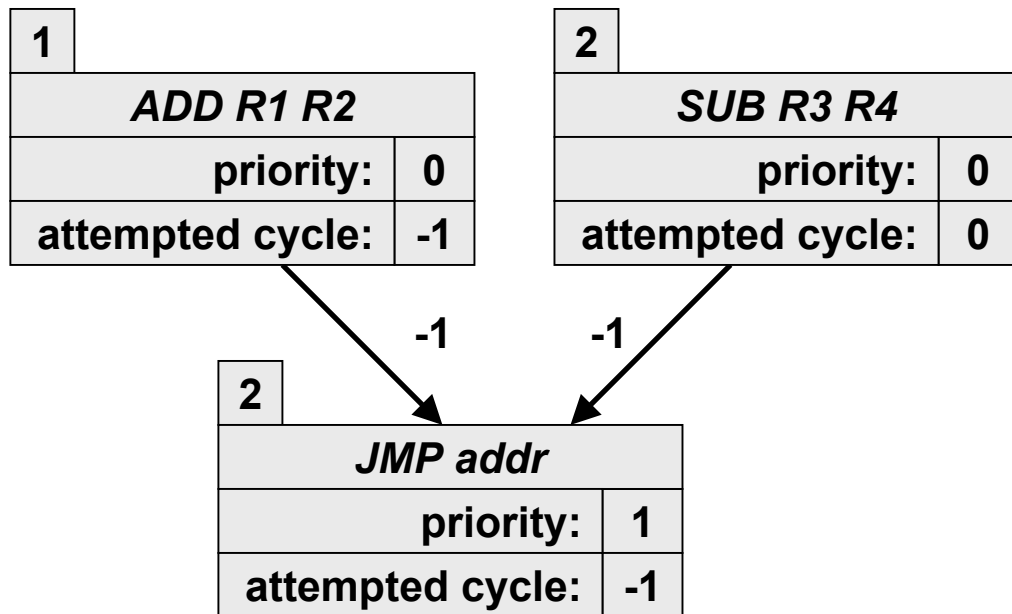 1
ADD R1 R2
priority: 0
attempted cycle: -1
2
SUB R3 R4
priority: 0
attempted cycle: 0
-1
-1
2
JMP addr
priority: 1
attempted cycle: -1